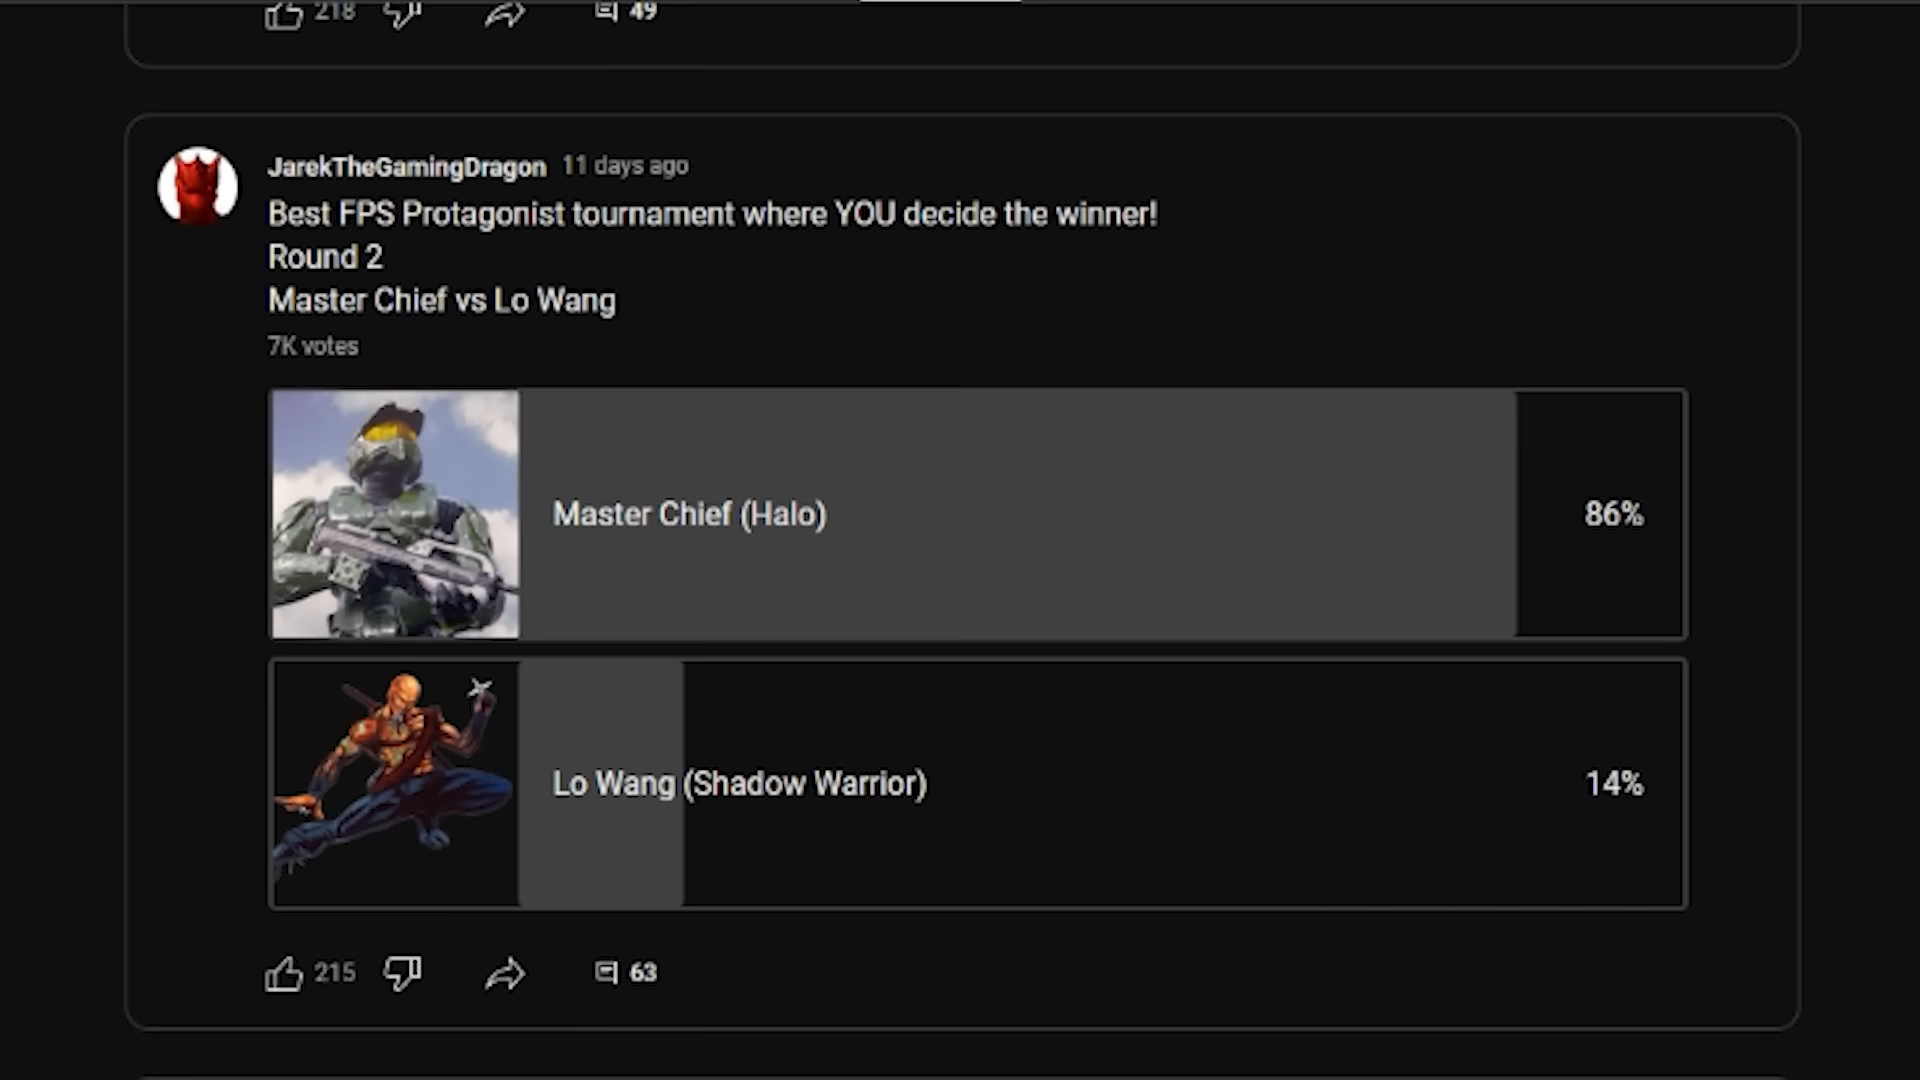 218 49
JarekTheGamingDragon 11 days ago
Best FPS Protagonist tournament where YOU decide the winner!
Round 2
Master Chief vs Lo Wang
7K votes
Master Chief (Halo) 86%
Lo Wang (Shadow Warrior) 14%
215 63